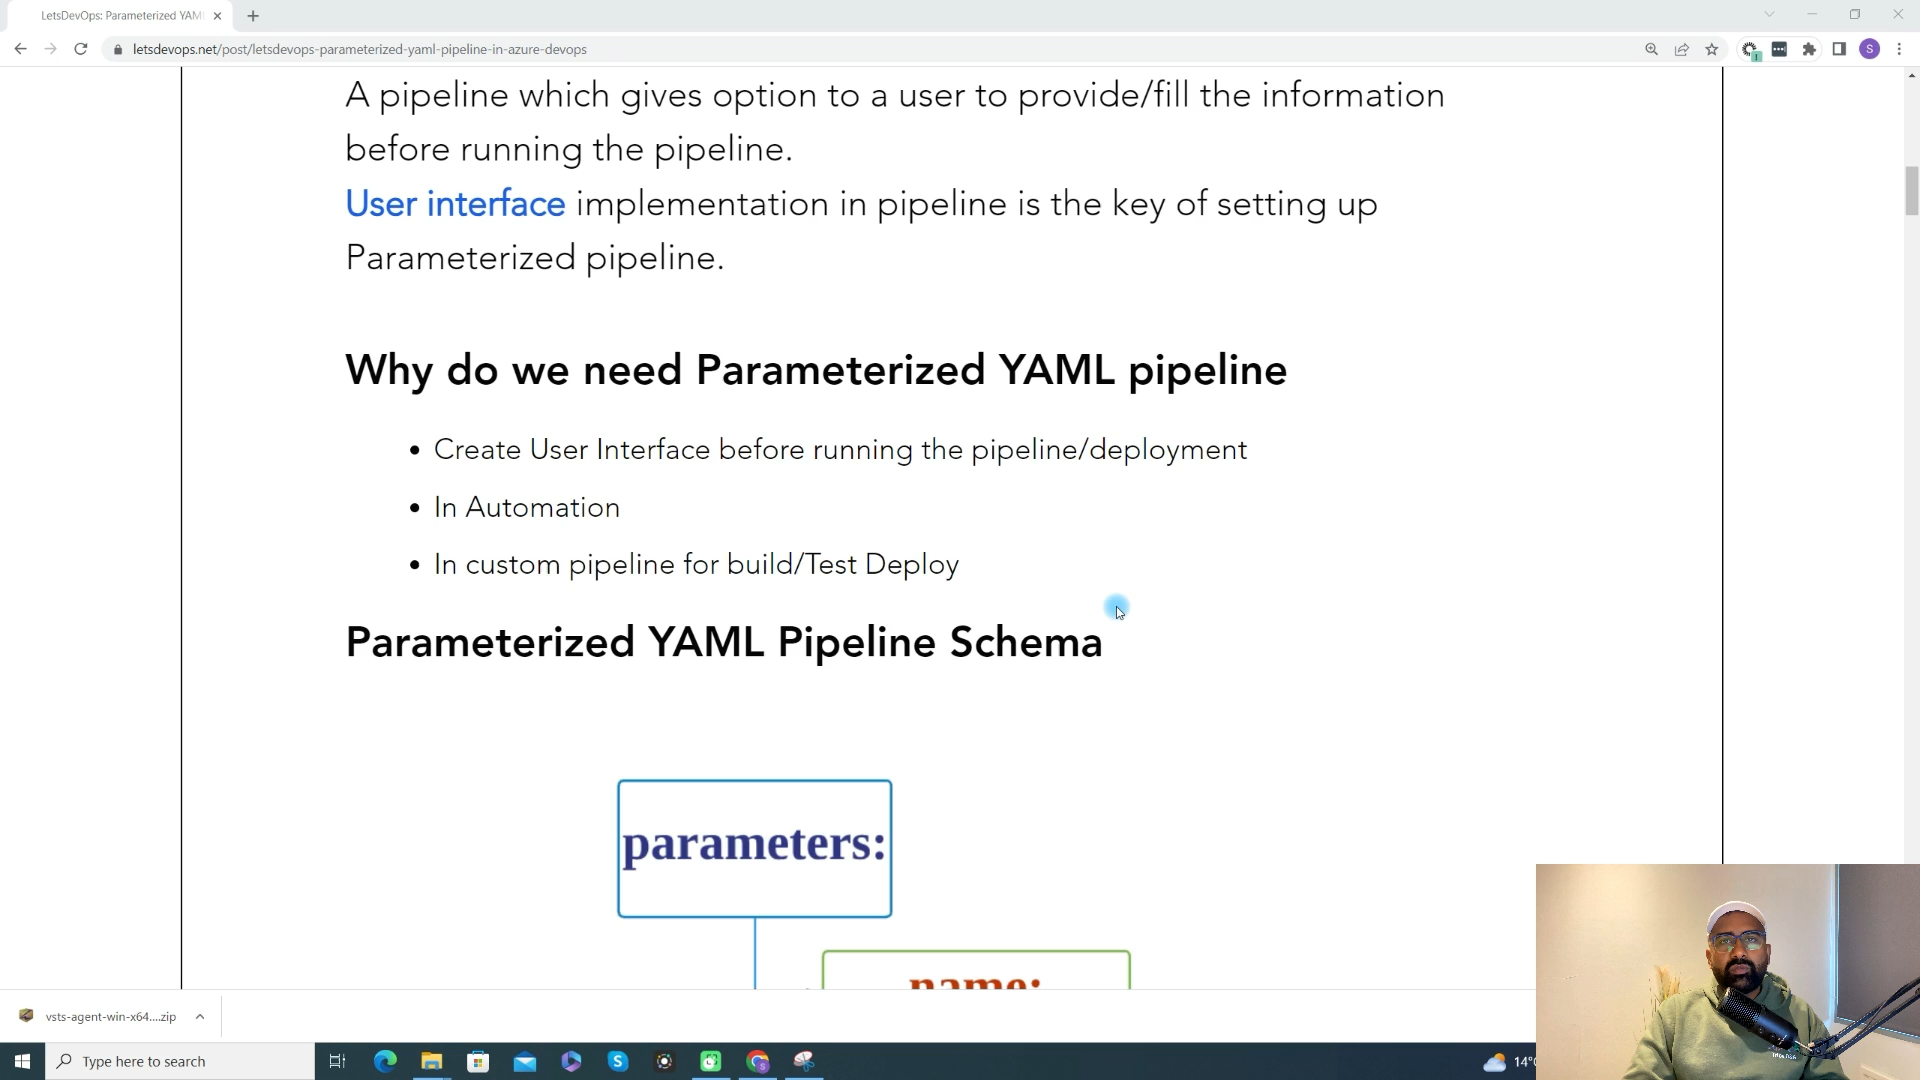 LetsDevOps: Parameterized YAM
letsdevops.net/post/letsdevops-parameterized-yaml-pipeline-in-azure-devops
S
A pipeline which gives option to a user to provide/fill the information
before running the pipeline.
User interface implementation in pipeline is the key of setting up
Parameterized pipeline.
Why do we need Parameterized YAML pipeline
• Create User Interface before running the pipeline/deployment
• In Automation
• In custom pipeline for build/Test Deploy
Parameterized YAML Pipeline Schema
parameters:
name:
vsts-agent-win-x64....zip
Type here to search
14°